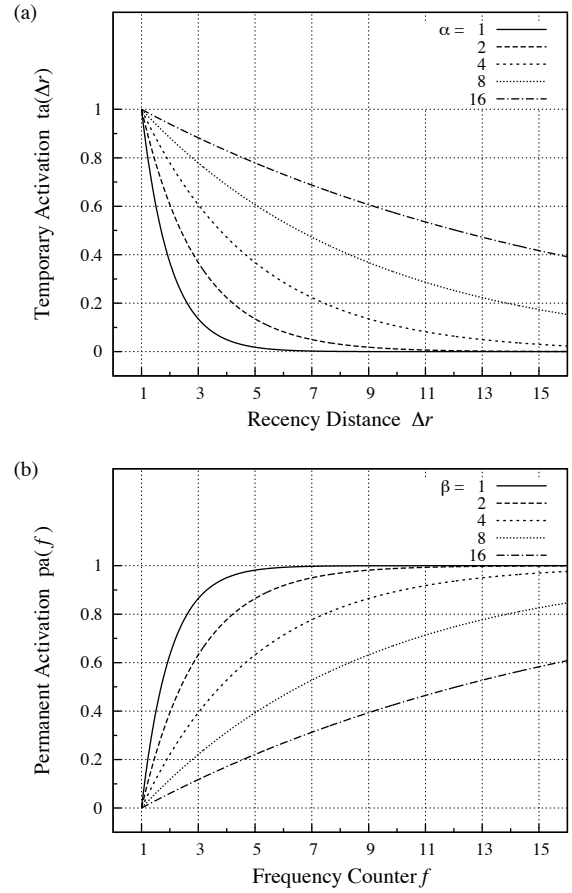 (a)
α = 1
2
4
8
16
Temporary Activation ta(Δr)
1
0.8
0.6
0.4
0.2
0
1 3 5 7 9 11 13 15
Recency Distance Δr
(b)
β = 1
2
4
8
16
Permanent Activation pa(f)
1
0.8
0.6
0.4
0.2
0
1 3 5 7 9 11 13 15
Frequency Counter f